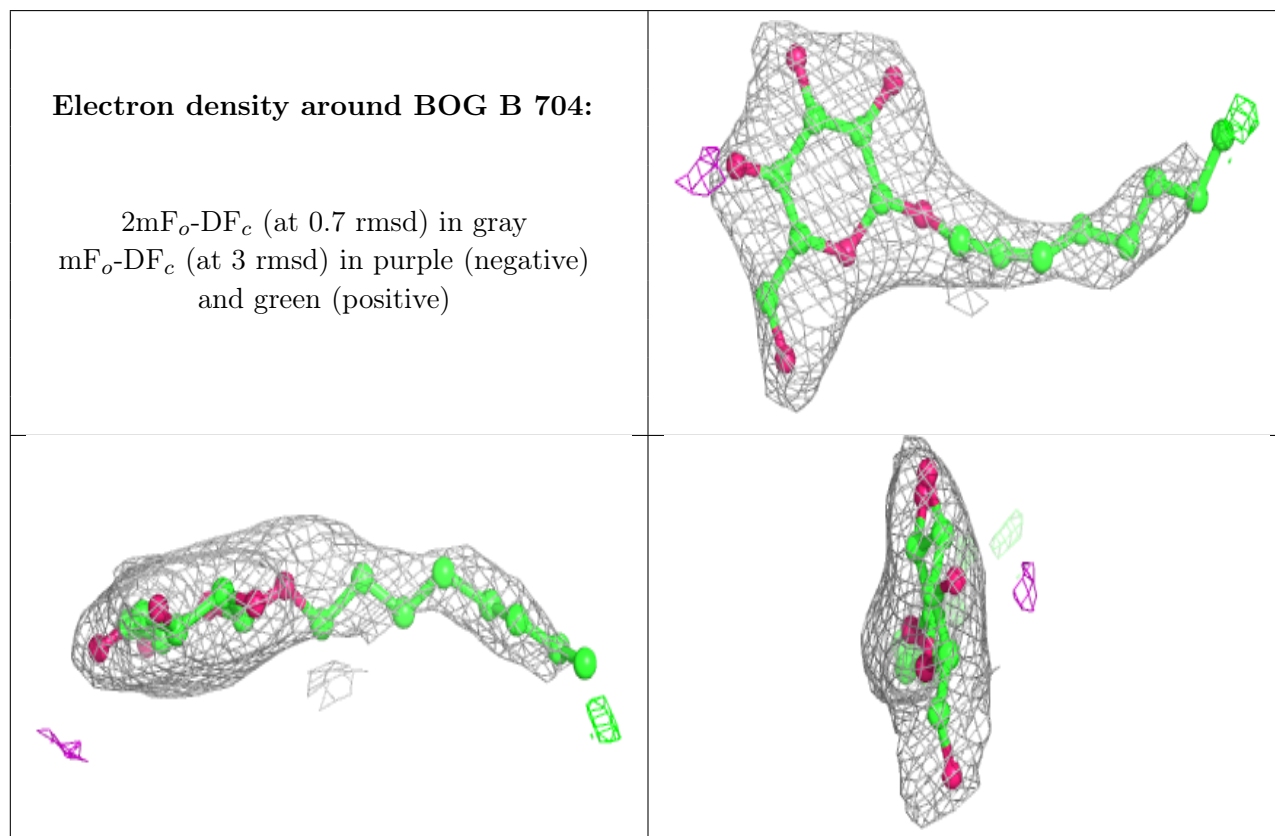 Electron density around BOG B 704:
2mFo-DFc (at 0.7 rmsd) in gray
mFo-DFc (at 3 rmsd) in purple (negative)
and green (positive)